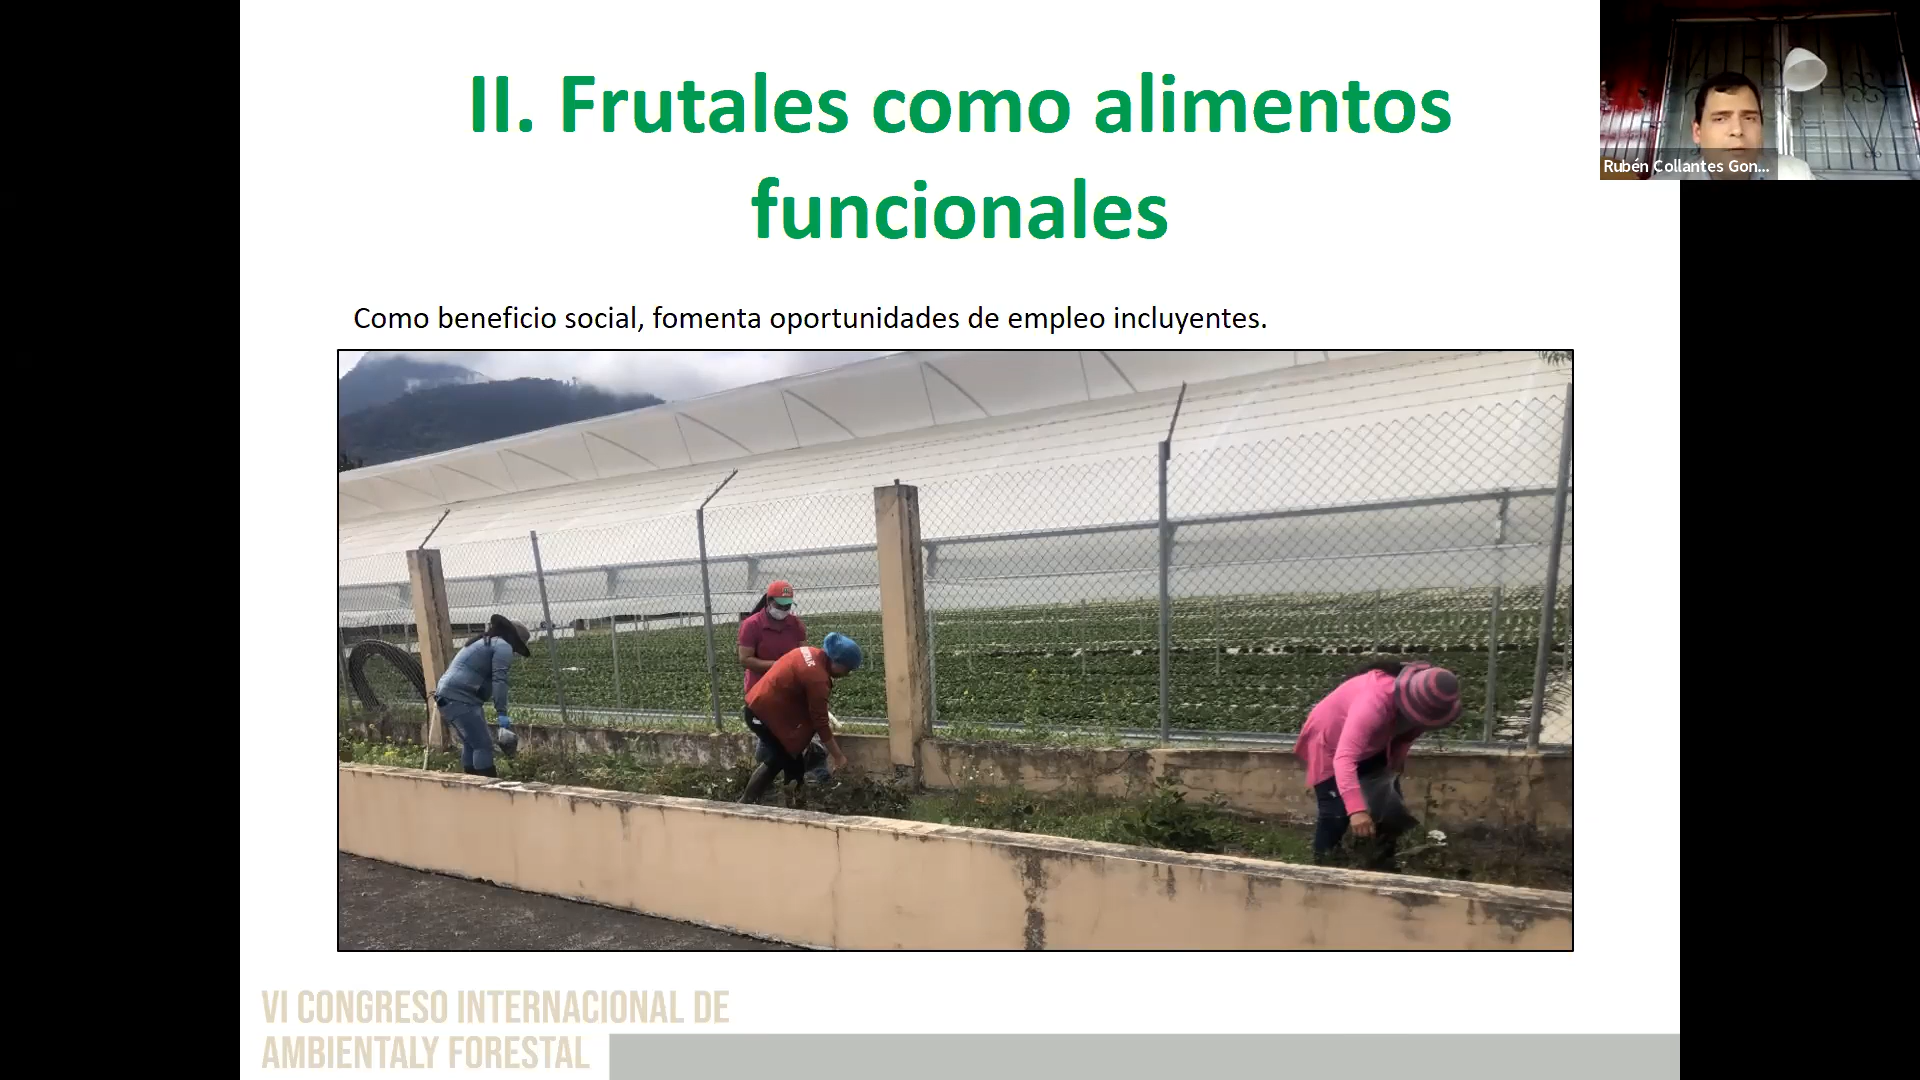 II. Frutales como alimentos
funcionales
Rubén Collantes Gon...
Como beneficio social, fomenta oportunidades de empleo incluyentes.
VI CONGRESO INTERNACIONAL DE
AMBIENTALY FORESTAL